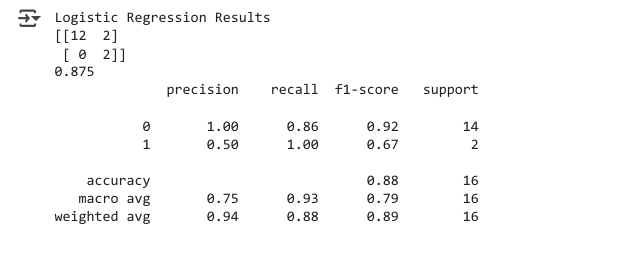 Logistic Regression Results
[[12  2]
 [ 0  2]]
0.875
              precision    recall  f1-score   support

           0       1.00      0.86      0.92        14
           1       0.50      1.00      0.67         2

    accuracy                           0.88        16
   macro avg       0.75      0.93      0.79        16
weighted avg       0.94      0.88      0.89        16